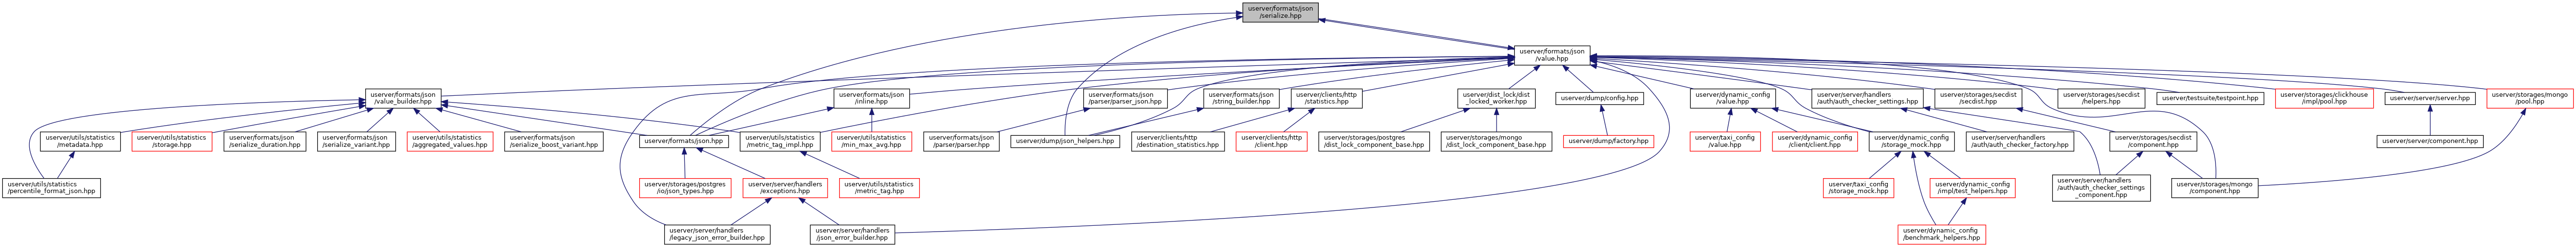 userver/formats/json
/serialize.hpp
userver/formats/json
/value.hpp
userver/formats/json
/value_builder.hpp
userver/formats/json
/inline.hpp
userver/formats/json
/parser/parser_json.hpp
userver/formats/json
/string_builder.hpp
userver/clients/http
/statistics.hpp
userver/dist_lock/dist
_locked_worker.hpp
userver/dump/config.hpp
userver/dynamic_config
/value.hpp
userver/server/handlers
/auth/auth_checker_settings.hpp
userver/storages/secdist
/secdist.hpp
userver/storages/secdist
/helpers.hpp
userver/testsuite/testpoint.hpp
userver/storages/clickhouse
/impl/pool.hpp
userver/server/server.hpp
userver/storages/mongo
/pool.hpp
userver/utils/statistics
/metadata.hpp
userver/utils/statistics
/storage.hpp
userver/formats/json
/serialize_duration.hpp
userver/formats/json
/serialize_variant.hpp
userver/utils/statistics
/aggregated_values.hpp
userver/formats/json
/serialize_boost_variant.hpp
userver/formats/json.hpp
userver/utils/statistics
/metric_tag_impl.hpp
userver/utils/statistics
/min_max_avg.hpp
userver/formats/json
/parser/parser.hpp
userver/dump/json_helpers.hpp
userver/clients/http
/destination_statistics.hpp
userver/clients/http
/client.hpp
userver/storages/postgres
/dist_lock_component_base.hpp
userver/storages/mongo
/dist_lock_component_base.hpp
userver/dump/factory.hpp
userver/taxi_config
/value.hpp
userver/dynamic_config
/client/client.hpp
userver/dynamic_config
/storage_mock.hpp
userver/server/handlers
/auth/auth_checker_factory.hpp
userver/storages/secdist
/component.hpp
userver/server/component.hpp
userver/utils/statistics
/percentile_format_json.hpp
userver/storages/postgres
/io/json_types.hpp
userver/server/handlers
/exceptions.hpp
userver/utils/statistics
/metric_tag.hpp
userver/taxi_config
/storage_mock.hpp
userver/dynamic_config
/impl/test_helpers.hpp
userver/server/handlers
/auth/auth_checker_settings
_component.hpp
userver/storages/mongo
/component.hpp
userver/server/handlers
/legacy_json_error_builder.hpp
userver/server/handlers
/json_error_builder.hpp
userver/dynamic_config
/benchmark_helpers.hpp